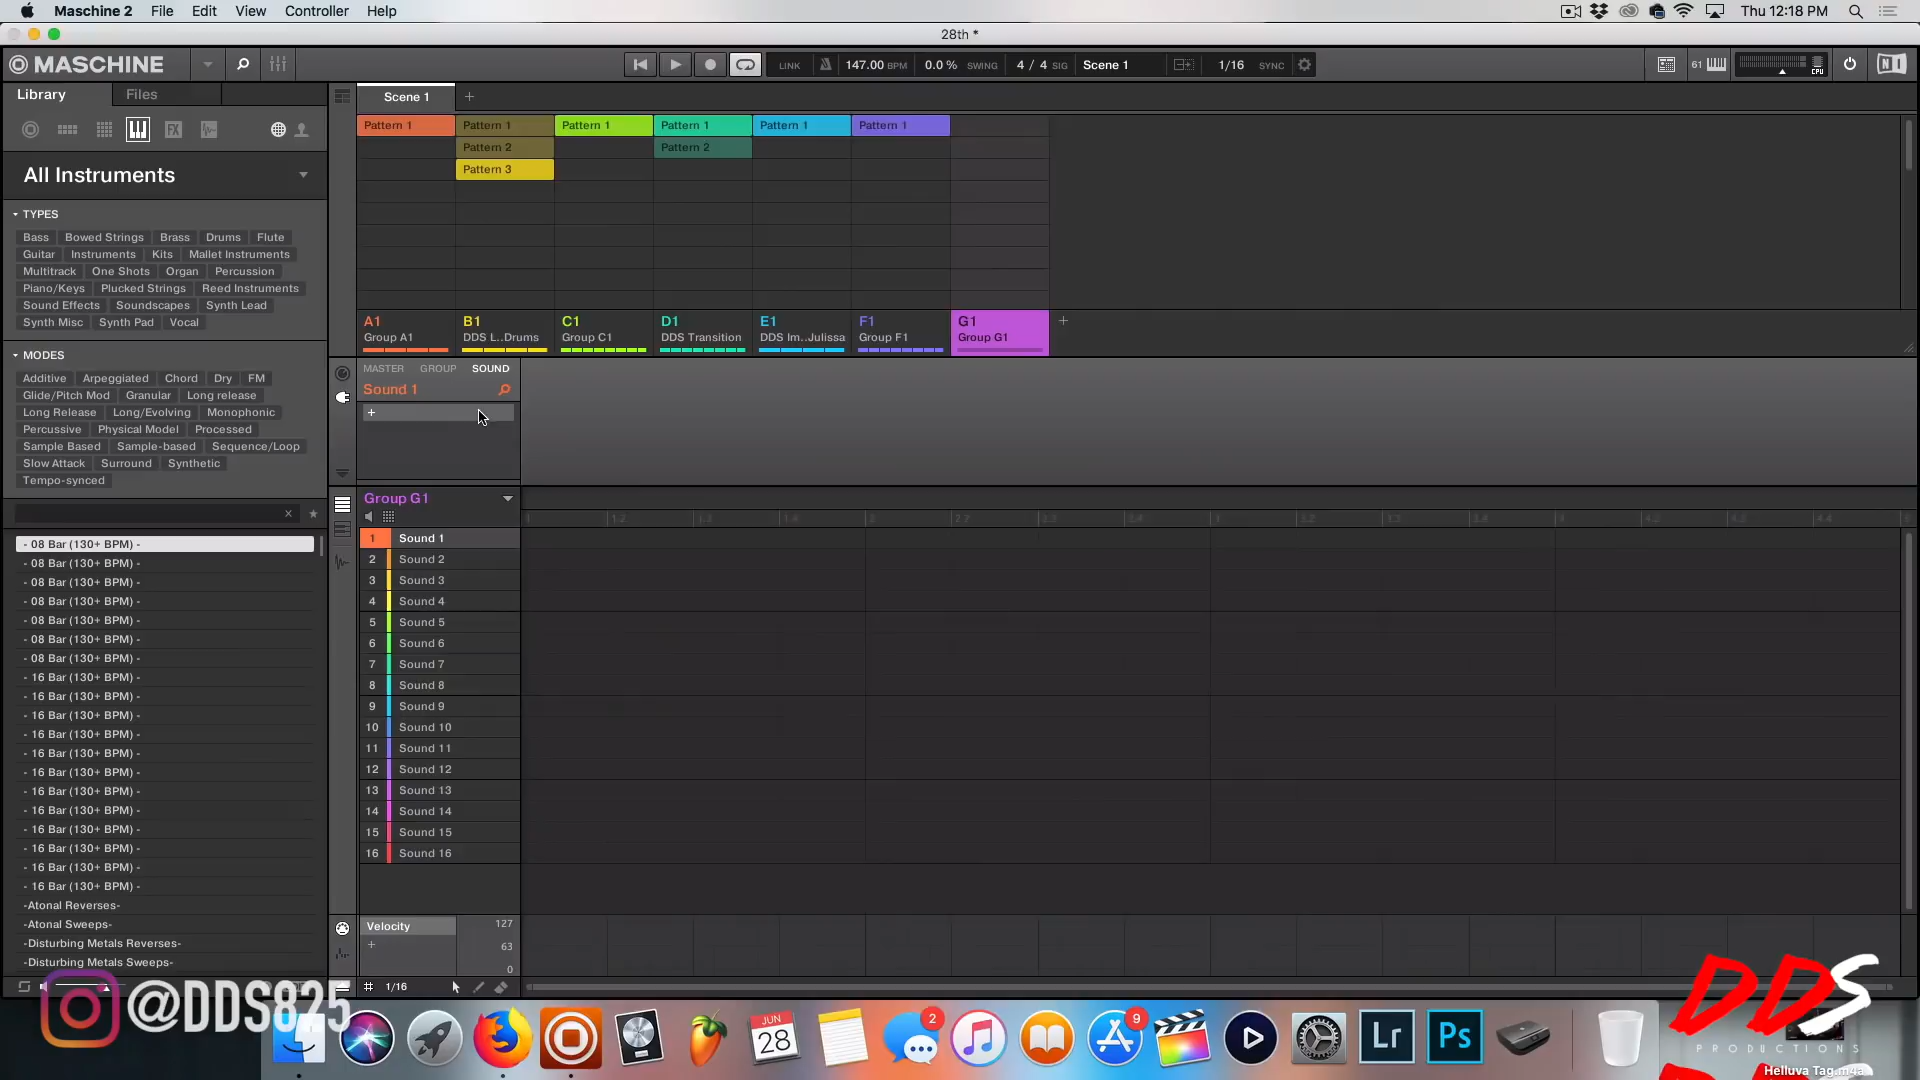 Maschine 2 File Edit View Controller Help Thu 12:18 PM
28th *
MASCHINE LINK 147.00 BPM 0.0 % SWING 4 / 4 SIG Scene 1 1/16 SYNC 61 CPU
Library Files
Scene 1 +
Pattern 1 Pattern 1 Pattern 1 Pattern 1 Pattern 1 Pattern 1
Pattern 2 Pattern 2
Pattern 3
FX
All Instruments
TYPES
Bass Bowed Strings Brass Drums Flute
Guitar Instruments Kits Mallet Instruments
Multitrack One Shots Organ Percussion
Piano/Keys Plucked Strings Reed Instruments
Sound Effects Soundscapes Synth Lead
Synth Misc Synth Pad Vocal
MODES
Additive Arpeggiated Chord Dry FM
Glide/Pitch Mod Granular Long release
Long Release Long/Evolving Monophonic
Percussive Physical Model Processed
Sample Based Sample-based Sequence/Loop
Slow Attack Surround Synthetic
Tempo-synced
- 08 Bar (130+ BPM) -
- 08 Bar (130+ BPM) -
- 08 Bar (130+ BPM) -
- 08 Bar (130+ BPM) -
- 08 Bar (130+ BPM) -
- 08 Bar (130+ BPM) -
- 08 Bar (130+ BPM) -
- 16 Bar (130+ BPM) -
- 16 Bar (130+ BPM) -
- 16 Bar (130+ BPM) -
- 16 Bar (130+ BPM) -
- 16 Bar (130+ BPM) -
- 16 Bar (130+ BPM) -
- 16 Bar (130+ BPM) -
- 16 Bar (130+ BPM) -
- 16 Bar (130+ BPM) -
- 16 Bar (130+ BPM) -
- 16 Bar (130+ BPM) -
- 16 Bar (130+ BPM) -
-Atonal Reverses-
-Atonal Sweeps-
-Disturbing Metals Reverses-
-Disturbing Metals Sweeps-
A1 B1 C1 D1 E1 F1 G1 +
Group A1 DDS L..Drums Group C1 DDS Transition DDS Im..Julissa Group F1 Group G1
MASTER GROUP SOUND
Sound 1
+
Group G1
1 Sound 1
2 Sound 2
3 Sound 3
4 Sound 4
5 Sound 5
6 Sound 6
7 Sound 7
8 Sound 8
9 Sound 9
10 Sound 10
11 Sound 11
12 Sound 12
13 Sound 13
14 Sound 14
15 Sound 15
16 Sound 16
Velocity 127
+ 63
0
1/16
@DDS825
JUN
28
2
9
Lr
Ps
DDS
PRODUCTIONS
Helluva Tag.m4a